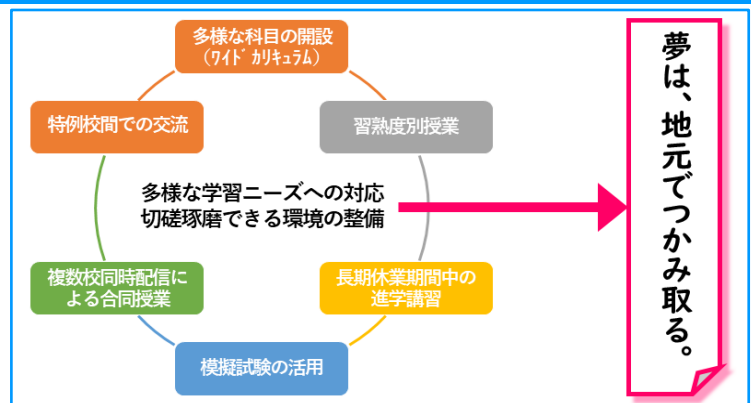 多様な科目の開設
(ﾜｲﾄﾞｶﾘｷｭﾗﾑ)
特例校間での交流
習熟度別授業
多様な学習ニーズへの対応
切磋琢磨できる環境の整備
複数校同時配信に
よる合同授業
長期休業期間中の
進学講習
模擬試験の活用
夢は、地元でつかみ取る。